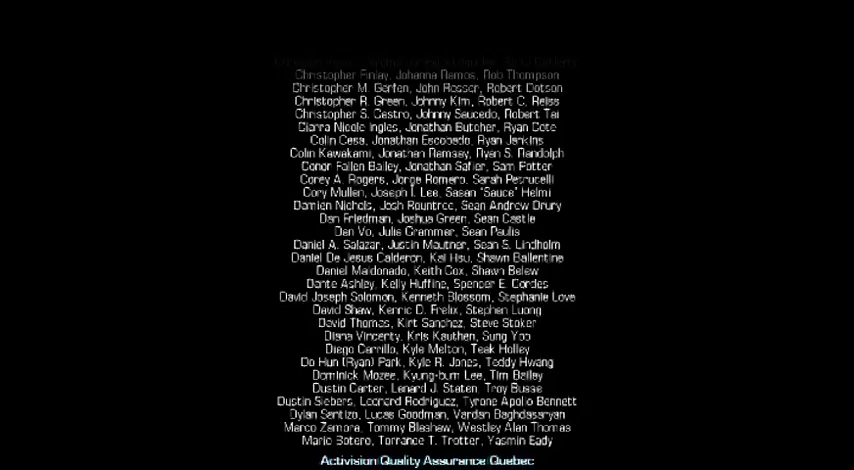 Christopher Finlay, Johanna Ramos, Rob Thompson
Christopher M. Gerfen, John Rosser, Robert Dotson
Christopher R. Green, Johnny Kim, Robert C. Reiss
Christopher S. Castro, Johnny Saucedo, Robert Tai
Ciarra Nicole Ingles, Jonathan Butcher, Ryan Cote
Colin Casa, Jonathan Escobedo, Ryan Jenkins
Colin Kawakami, Jonathan Ramsey, Ryan S. Randolph
Conor Fallen Bailey, Jonathan Safier, Sam Potter
Corey A. Rogers, Jorge Romero, Sarah Petrucelli
Cory Mullen, Joseph I. Lee, Sasan "Sauce" Helmi
Damien Nichols, Josh Rountree, Sean Andrew Drury
Dan Friedman, Joshua Green, Sean Castle
Dan Vo, Julia Grammer, Sean Paulis
Daniel A. Salazar, Justin Mautner, Sean S. Lindholm
Daniel De Jesus Calderon, Kai Hsu, Shawn Ballentine
Daniel Maldonado, Keith Cox, Shawn Belew
Dante Ashley, Kelly Huffine, Spencer E. Cordes
David Joseph Solomon, Kenneth Blossom, Stephanie Love
David Shaw, Kenric D. Frelix, Stephen Luong
David Thomas, Kirt Sanchez, Steve Stoker
Diana Vincenty, Kris Kauthen, Sung Yoo
Diego Carrillo, Kyle Melton, Teak Holley
Do Hun (Ryan) Park, Kyle R. Jones, Teddy Hwang
Dominick Mozee, Kyung-bum Lee, Tim Bailey
Dustin Carter, Lenard J. Staten, Troy Busse
Dustin Siebers, Leonard Rodriguez, Tyrone Apollo Bennett
Dylan Santizo, Lucas Goodman, Vardan Baghdasaryan
Marco Zamora, Tommy Bleshaw, Westley Alan Thomas
Mario Botero, Torrance T. Trotter, Yasmin Eady
Activision Quality Assurance Quebec